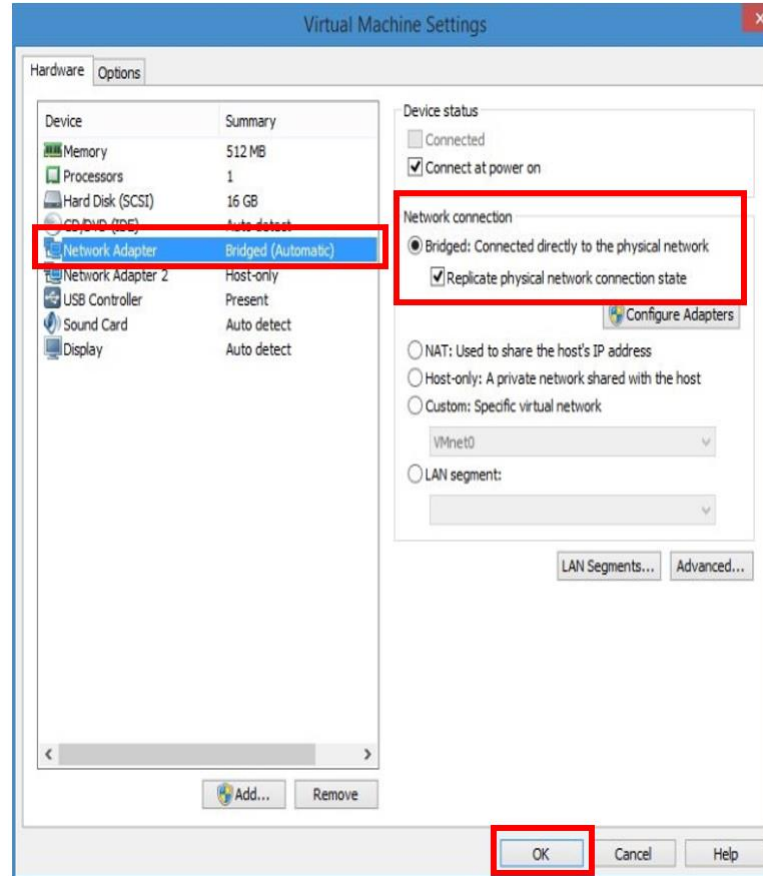 Virtual Machine Settings
x
Hardware Options
Device Summary
Memory 512 MB
Processors 1
Hard Disk (SCSI) 16 GB
CD/DVD (IDE) Auto detect
Network Adapter Bridged (Automatic)
Network Adapter 2 Host-only
USB Controller Present
Sound Card Auto detect
Display Auto detect
Add... Remove
Device status
Connected
Connect at power on
Network connection
Bridged: Connected directly to the physical network
Replicate physical network connection state
Configure Adapters
NAT: Used to share the host's IP address
Host-only: A private network shared with the host
Custom: Specific virtual network
VMnet0
LAN segment:
LAN Segments... Advanced...
OK Cancel Help